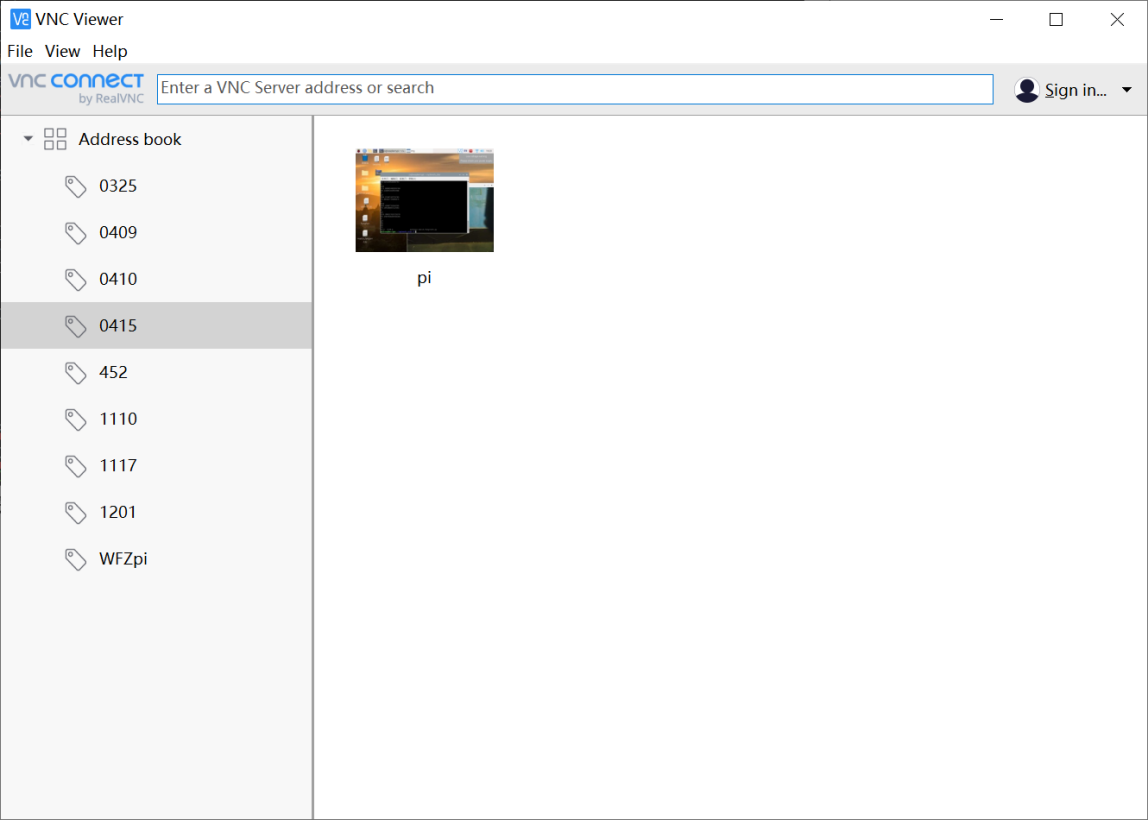 VNC Viewer
File View Help
vnc connect
by RealVNC
Enter a VNC Server address or search
Sign in...
Address book
0325
0409
0410
0415
452
1110
1117
1201
WFZpi
pi